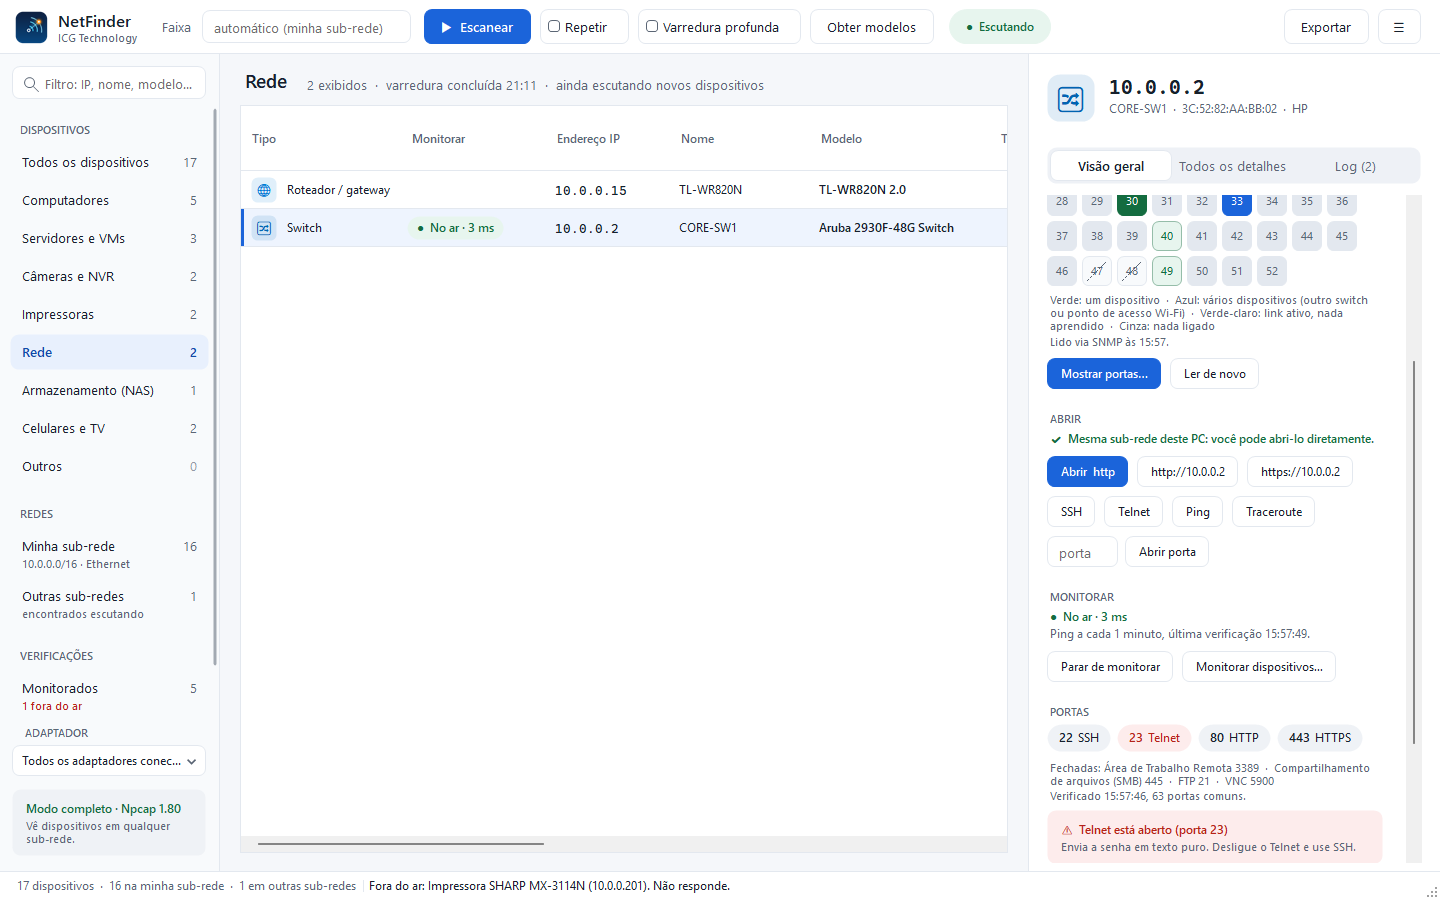 NetFinder
ICG Technology
Faixa
automático (minha sub-rede)
Escanear
Repetir
Varredura profunda
Obter modelos
Escutando
Exportar
Filtro: IP, nome, modelo...
DISPOSITIVOS
Todos os dispositivos 17
Computadores 5
Servidores e VMs 3
Câmeras e NVR 2
Impressoras 2
Rede 2
Armazenamento (NAS) 1
Celulares e TV 2
Outros 0
REDES
Minha sub-rede 16
10.0.0.0/16 · Ethernet
Outras sub-redes 1
encontrados escutando
VERIFICAÇÕES
Monitorados 5
1 fora do ar
ADAPTADOR
Todos os adaptadores conec...
Modo completo · Npcap 1.80
Vê dispositivos em qualquer
sub-rede.
Rede 2 exibidos · varredura concluída 21:11 · ainda escutando novos dispositivos
Tipo Monitorar Endereço IP Nome Modelo T
Roteador / gateway 10.0.0.15 TL-WR820N TL-WR820N 2.0
Switch No ar · 3 ms 10.0.0.2 CORE-SW1 Aruba 2930F-48G Switch
10.0.0.2
CORE-SW1 · 3C:52:82:AA:BB:02 · HP
Visão geral Todos os detalhes Log (2)
28 29 30 31 32 33 34 35 36
37 38 39 40 41 42 43 44 45
46 47 48 49 50 51 52
Verde: um dispositivo · Azul: vários dispositivos (outro switch
ou ponto de acesso Wi-Fi) · Verde-claro: link ativo, nada
aprendido · Cinza: nada ligado
Lido via SNMP às 15:57.
Mostrar portas... Ler de novo
ABRIR
Mesma sub-rede deste PC: você pode abri-lo diretamente.
Abrir http http://10.0.0.2 https://10.0.0.2
SSH Telnet Ping Traceroute
porta Abrir porta
MONITORAR
No ar · 3 ms
Ping a cada 1 minuto, última verificação 15:57:49.
Parar de monitorar Monitorar dispositivos...
PORTAS
22 SSH 23 Telnet 80 HTTP 443 HTTPS
Fechadas: Área de Trabalho Remota 3389 · Compartilhamento
de arquivos (SMB) 445 · FTP 21 · VNC 5900
Verificado 15:57:46, 63 portas comuns.
Telnet está aberto (porta 23)
Envia a senha em texto puro. Desligue o Telnet e use SSH.
17 dispositivos · 16 na minha sub-rede · 1 em outras sub-redes Fora do ar: Impressora SHARP MX-3114N (10.0.0.201). Não responde.